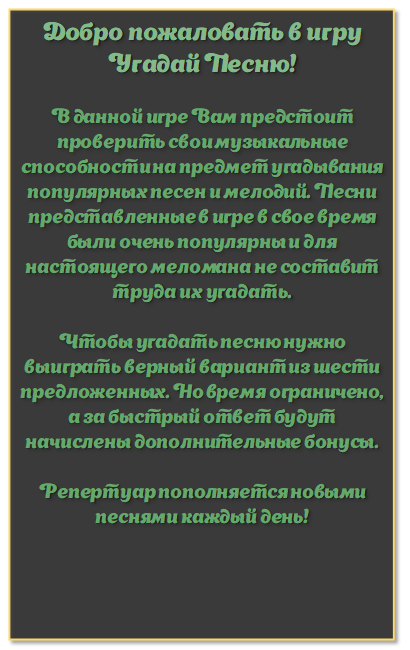 Добро пожаловать в игру
Угадай Песню!
В данной игре Вам предстоит
проверить свои музыкальные
способности на предмет угадывания
популярных песен и мелодий. Песни
представленные в игре в свое время
были очень популярны и для
настоящего меломана не составит
труда их угадать.
Чтобы угадать песню нужно
выиграть верный вариант из шести
предложенных. Но время ограничено,
а за быстрый ответ будут
начислены дополнительные бонусы.
Репертуар пополняется новыми
песнями каждый день!